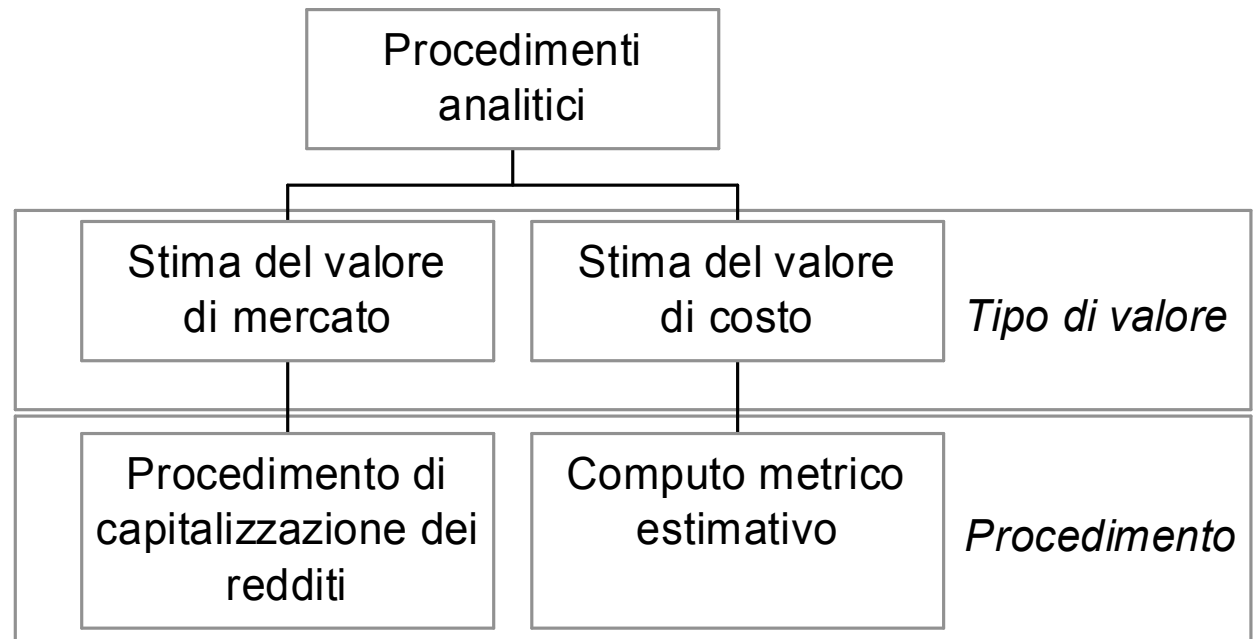 Procedimenti
analitici
Stima del valore
di mercato
Stima del valore
di costo
Tipo di valore
Procedimento di
capitalizzazione dei
redditi
Computo metrico
estimativo
Procedimento